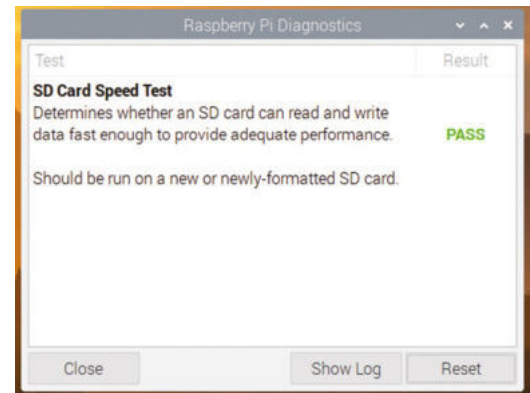 Raspberry Pi Diagnostics
Test Result
SD Card Speed Test
Determines whether an SD card can read and write
data fast enough to provide adequate performance. PASS
Should be run on a new or newly-formatted SD card.
Close Show Log Reset